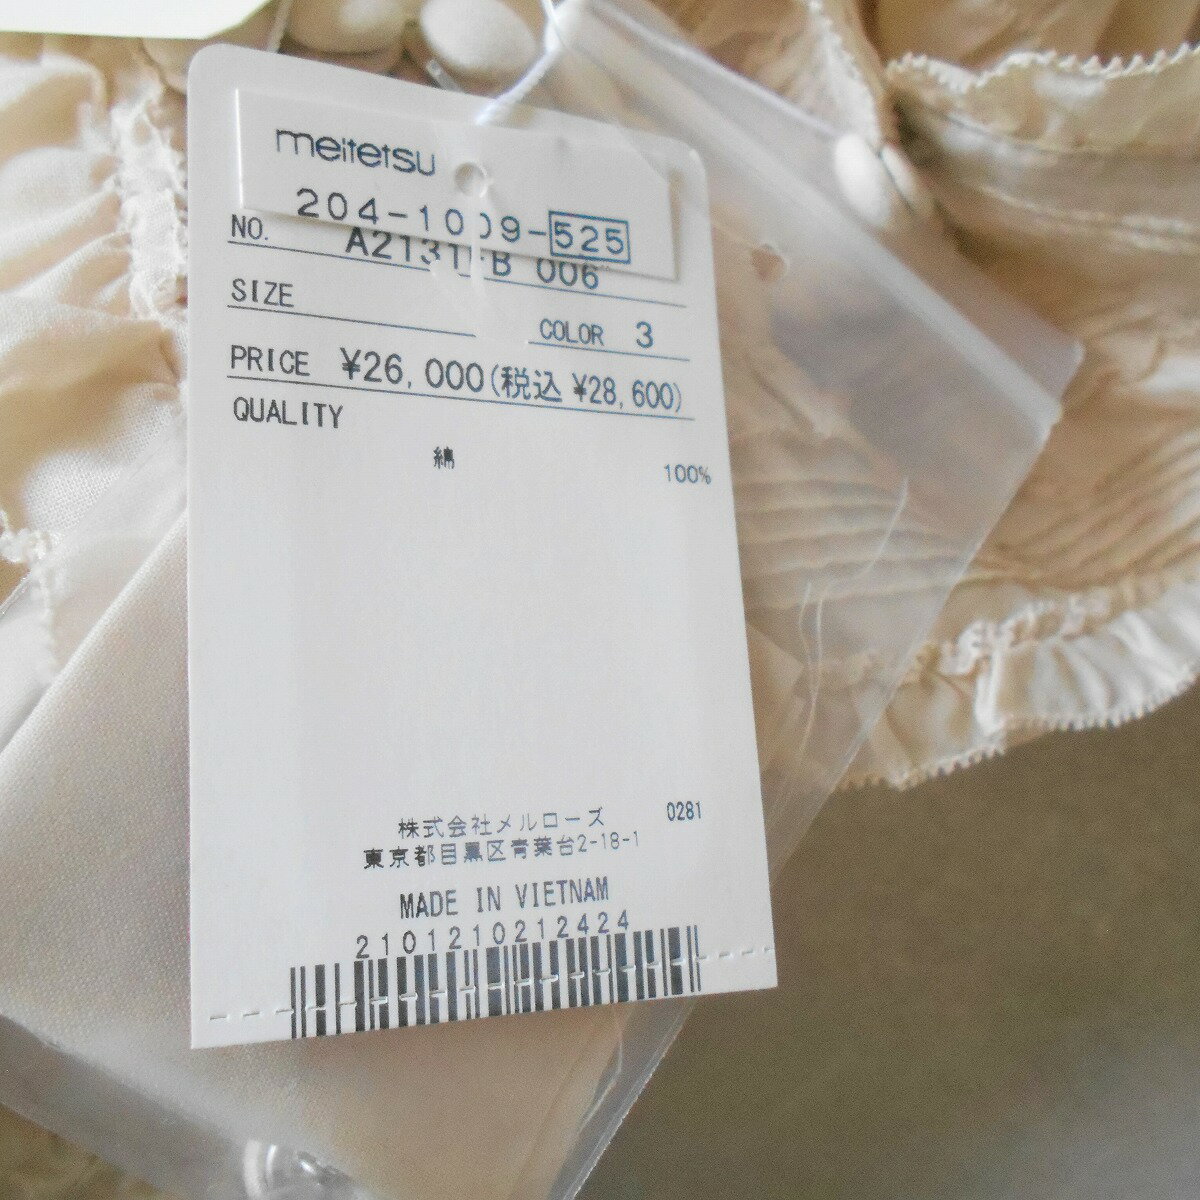 meitetsu
204-1009-525
NO. A2131-B 006
SIZE
COLOR 3
PRICE ¥26,000(税込 ¥28,600)
QUALITY
綿 100%
株式会社メルローズ 0281
東京都目黒区青葉台2-18-1
MADE IN VIETNAM
2101210212424